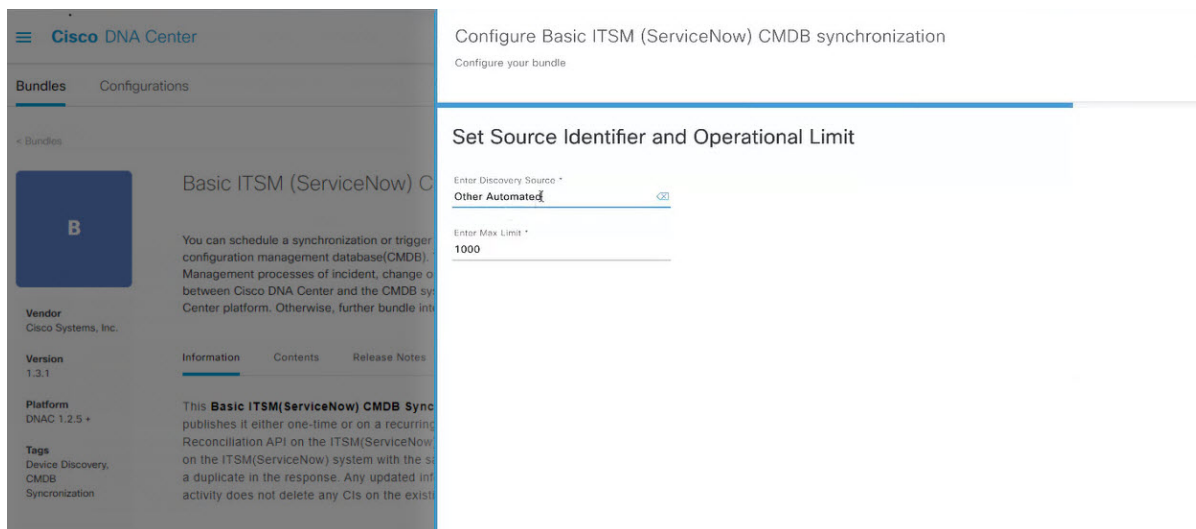 Cisco DNA Center
Bundles Configurations
< Bundles
B
Vendor
Cisco Systems, Inc.
Version
1.3.1
Platform
DNAC 1.2.5 +
Tags
Device Discovery,
CMDB
Syncronization
Basic ITSM (ServiceNow) C
You can schedule a synchronization or trigger
configuration management database(CMDB).
Management processes of incident, change o
between Cisco DNA Center and the CMDB sy
Center platform. Otherwise, further bundle int
Information Contents Release Notes
This Basic ITSM(ServiceNow) CMDB Sync
publishes it either one-time or on a recurring
Reconciliation API on the ITSM(ServiceNow
on the ITSM(ServiceNow) system with the sa
a duplicate in the response. Any updated inf
activity does not delete any CIs on the existi
Configure Basic ITSM (ServiceNow) CMDB synchronization
Configure your bundle
Set Source Identifier and Operational Limit
Enter Discovery Source *
Other Automated
Enter Max Limit *
1000